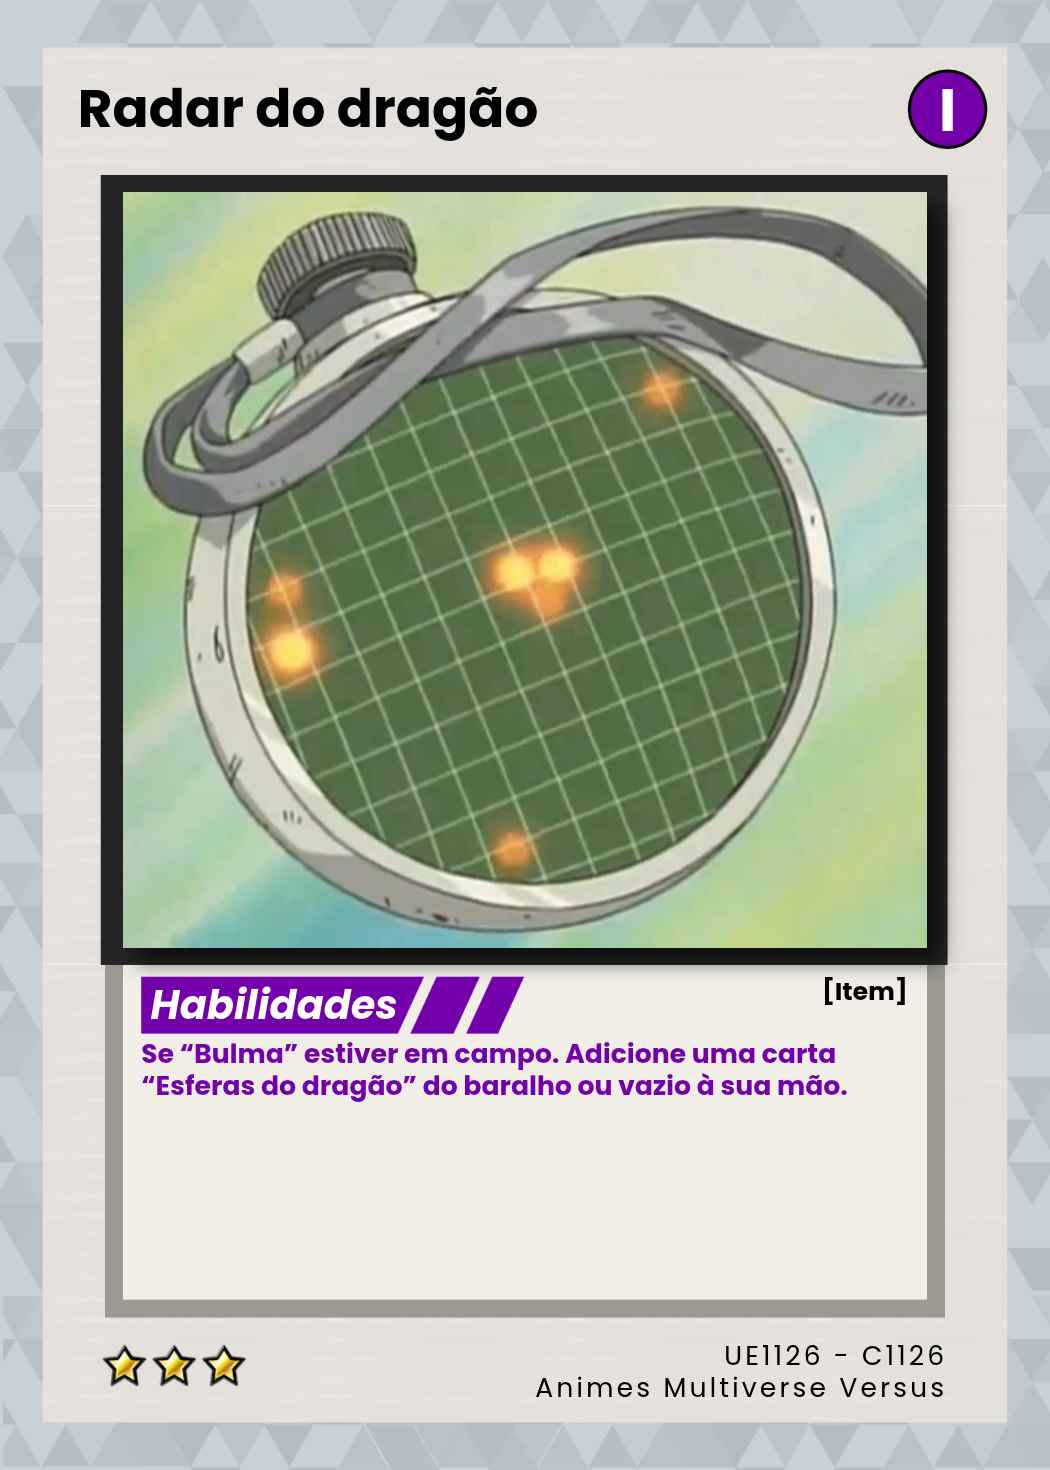 Radar do dragão
I
Habilidades
[Item]
Se “Bulma” estiver em campo. Adicione uma carta
“Esferas do dragão” do baralho ou vazio à sua mão.
UE1126 - C1126
Animes Multiverse Versus